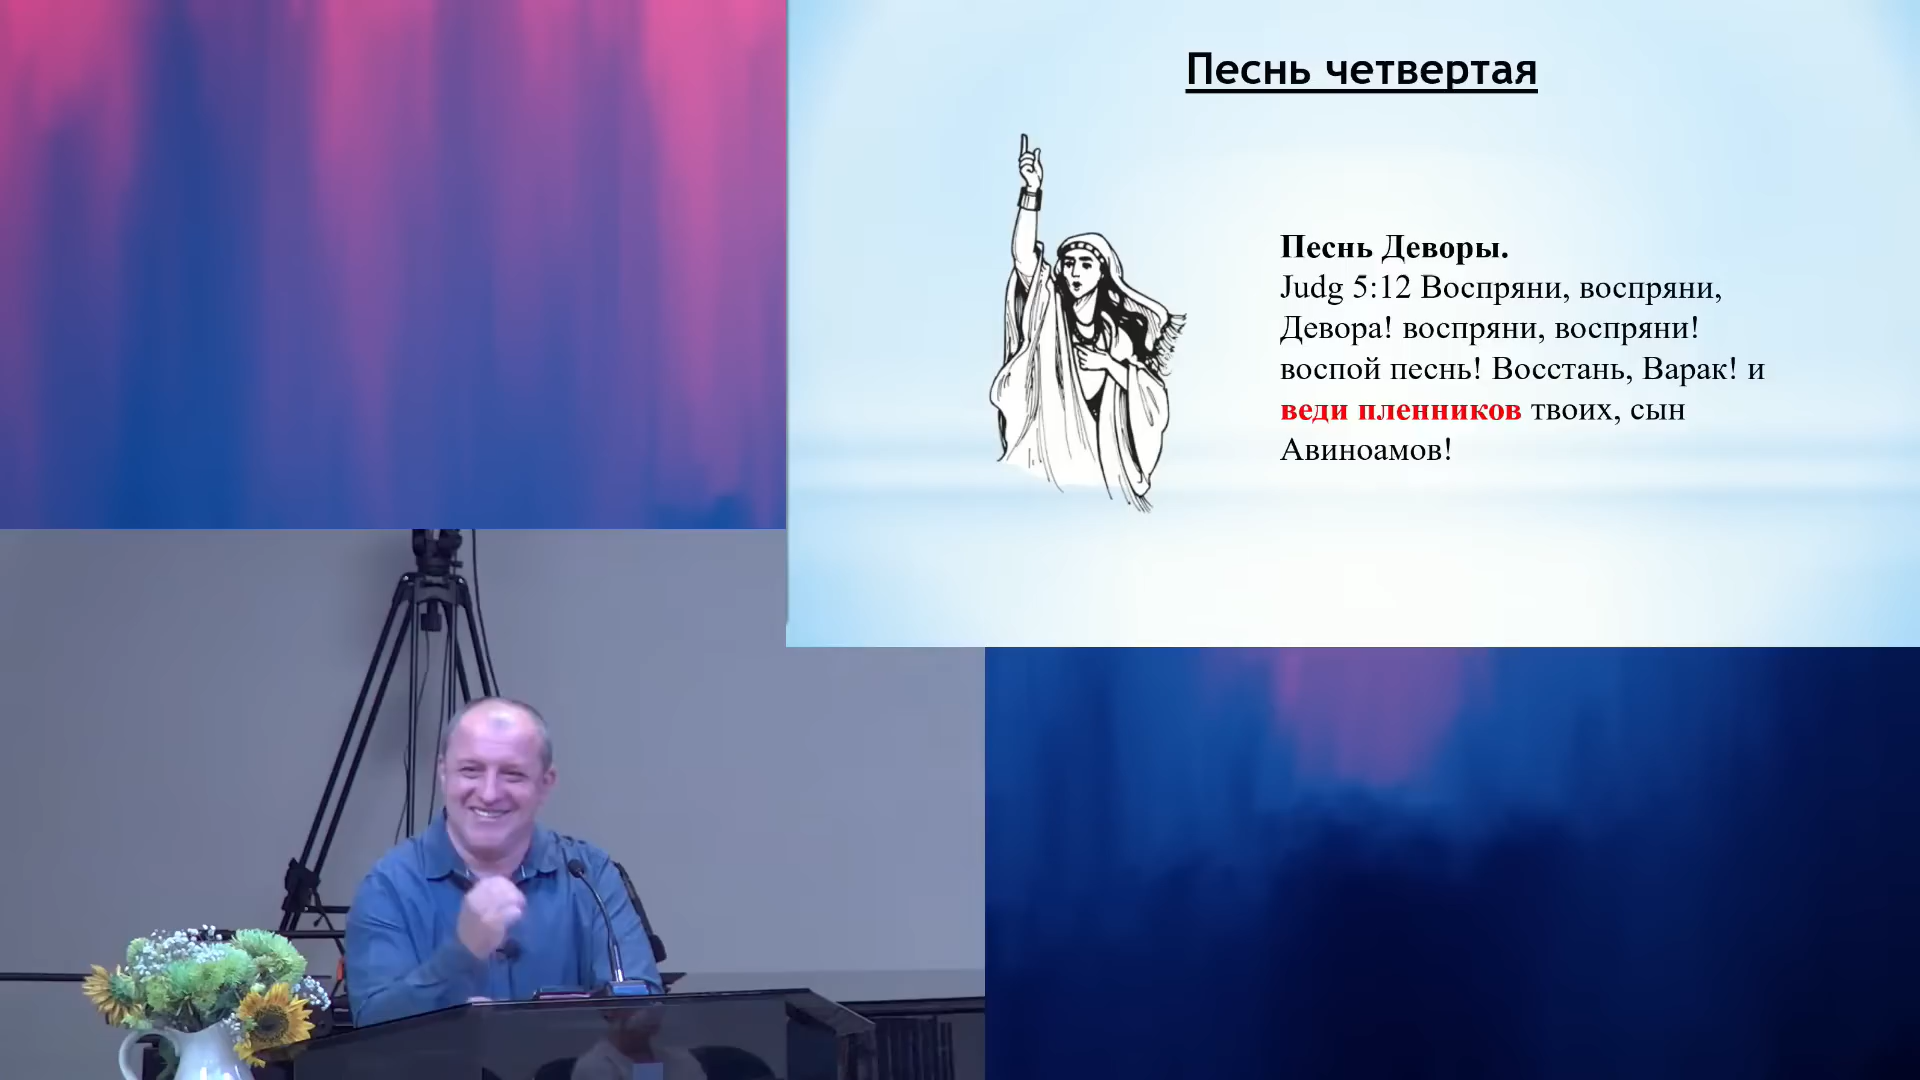 Песнь четвертая
Песнь Деворы.
Judg 5:12 Воспряни, воспряни,
Девора! воспряни, воспряни!
воспой песнь! Восстань, Варак! и
веди пленников твоих, сын
Авиноамов!